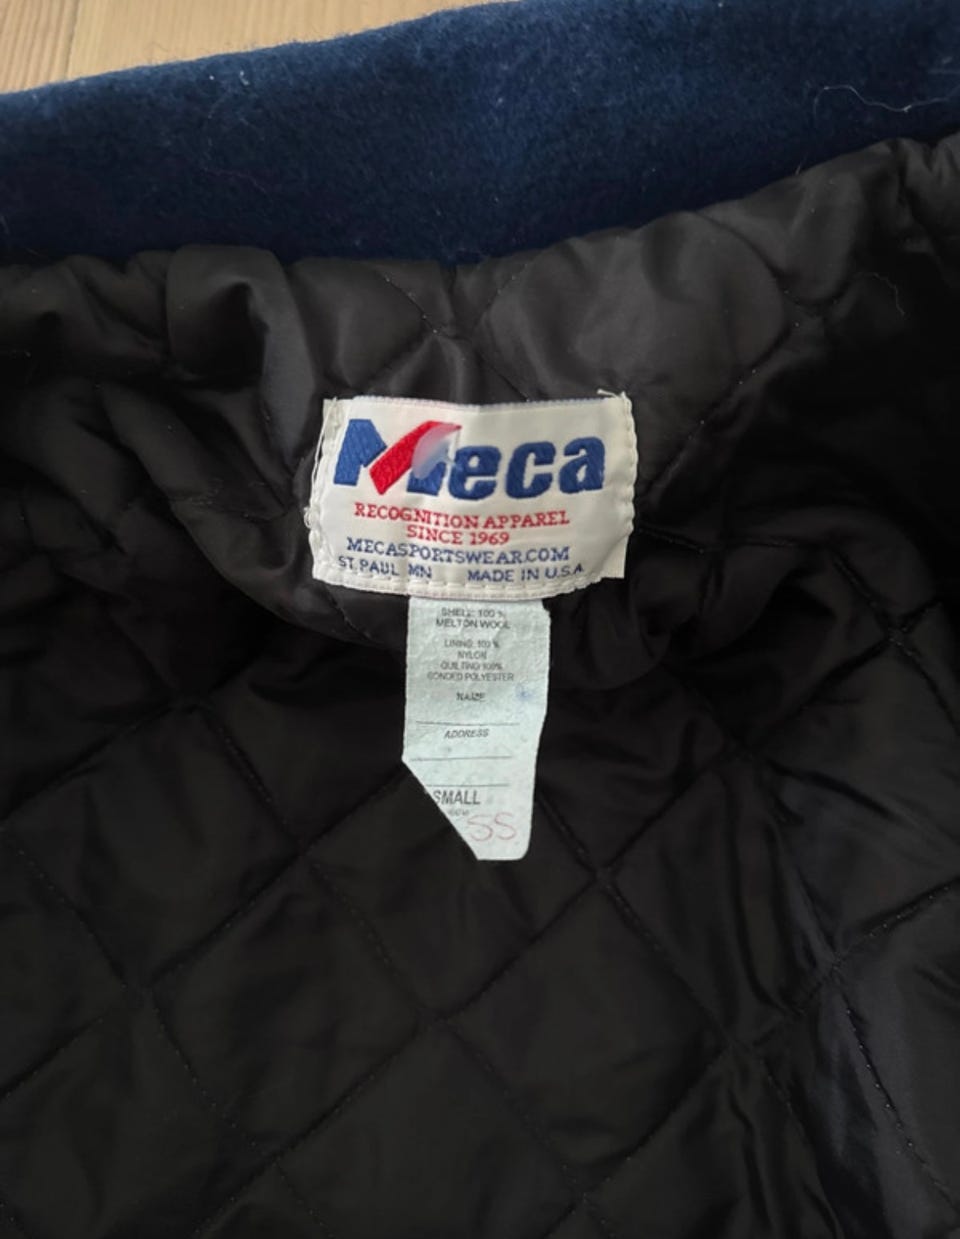 Meca
RECOGNITION APPAREL
SINCE 1969
MECASPORTSWEAR.COM
ST. PAUL MN MADE IN U.S.A.
SHELL: 100%
MELTON WOOL
LINING: 100%
NYLON
QUILTING 100%
BONDED POLYESTER
NAME
ADDRESS
SMALL
SS